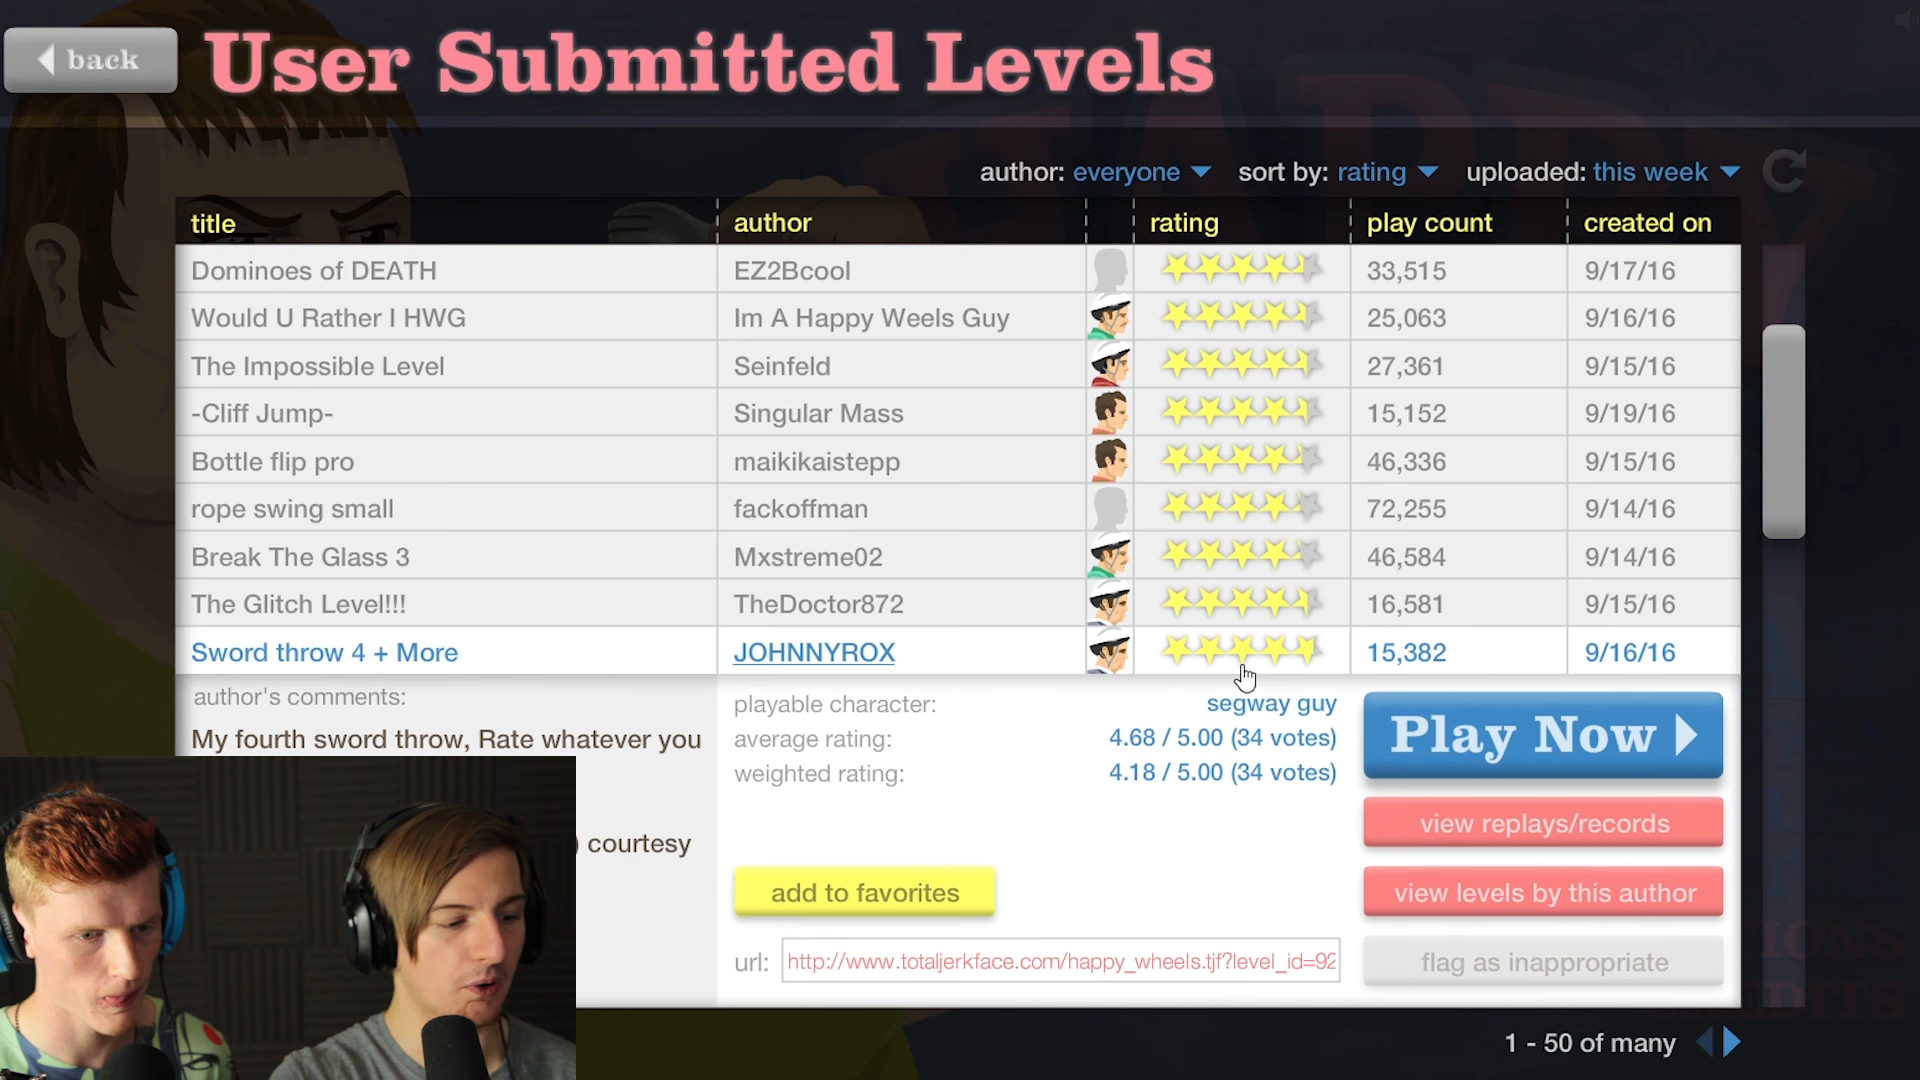 back
User Submitted Levels
author: everyone sort by: rating uploaded: this week
title author rating play count created on
Dominoes of DEATH EZ2Bcool 33,515 9/17/16
Would U Rather I HWG Im A Happy Weels Guy 25,063 9/16/16
The Impossible Level Seinfeld 27,361 9/15/16
-Cliff Jump- Singular Mass 15,152 9/19/16
Bottle flip pro maikikaistepp 46,336 9/15/16
rope swing small fackoffman 72,255 9/14/16
Break The Glass 3 Mxstreme02 46,584 9/14/16
The Glitch Level!!! TheDoctor872 16,581 9/15/16
Sword throw 4 + More JOHNNYROX 15,382 9/16/16
author's comments:
My fourth sword throw, Rate whatever you
) courtesy
playable character: segway guy
average rating: 4.68 / 5.00 (34 votes)
weighted rating: 4.18 / 5.00 (34 votes)
add to favorites
url: http://www.totaljerkface.com/happy_wheels.tjf?level_id=92
Play Now
view replays/records
view levels by this author
flag as inappropriate
1 - 50 of many